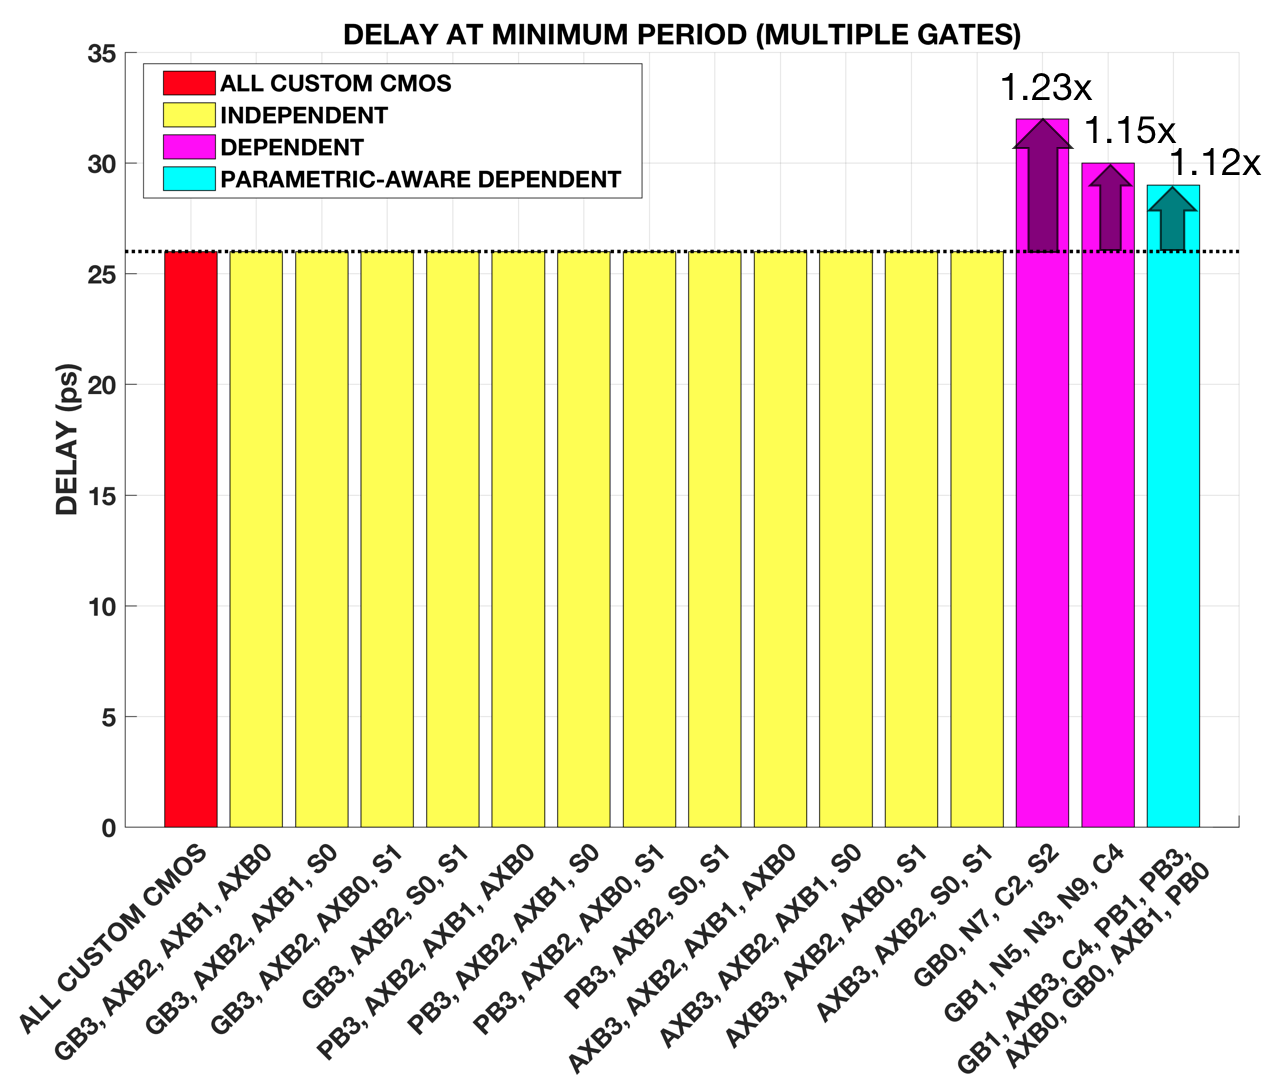 DELAY AT MINIMUM PERIOD (MULTIPLE GATES)
ALL CUSTOM CMOS
INDEPENDENT
DEPENDENT
PARAMETRIC-AWARE DEPENDENT
1.23x
1.15x
1.12x
DELAY (ps)
35
30
25
20
15
10
5
0
ALL CUSTOM CMOS
GB3, AXB2, AXB1, AXB0
GB3, AXB2, AXB1, S0
GB3, AXB2, AXB0, S1
GB3, AXB2, S0, S1
PB3, AXB2, AXB1, AXB0
PB3, AXB2, AXB1, S0
PB3, AXB2, AXB0, S1
PB3, AXB2, S0, S1
AXB3, AXB2, AXB1, AXB0
AXB3, AXB2, AXB1, S0
AXB3, AXB2, AXB0, S1
AXB3, AXB2, S0, S1
GB0, N7, C2, S2
GB1, N5, N3, N9, C4
GB1, AXB3, C4, PB1, PB3,
AXB0, GB0, AXB1, PB0